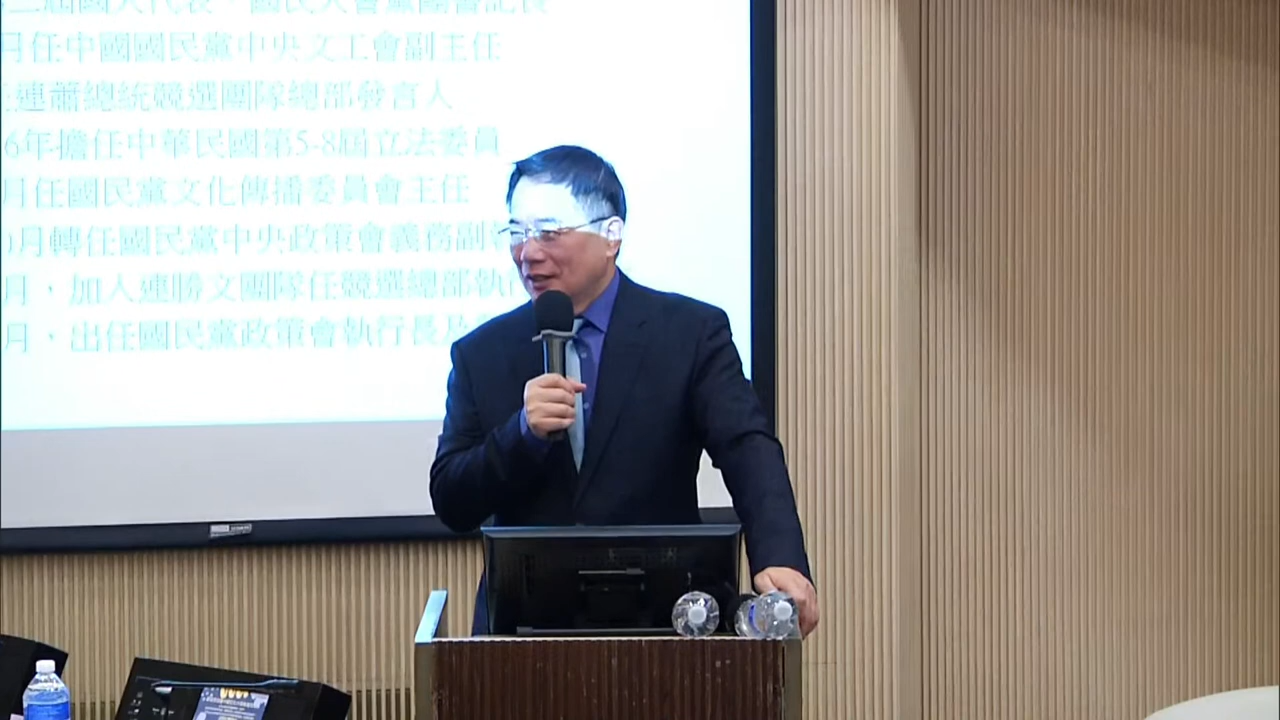 二屆國大代表，國民大會黨團書記長
月任中國國民黨中央文工會副主任
連蕭總統競選團隊總部發言人
6年擔任中華民國第5-8屆立法委員
月任國民黨文化傳播委員會主任
0月轉任國民黨中央政策會義務副
月，加入連勝文團隊任競選總部執
月，出任國民黨政策會執行長及